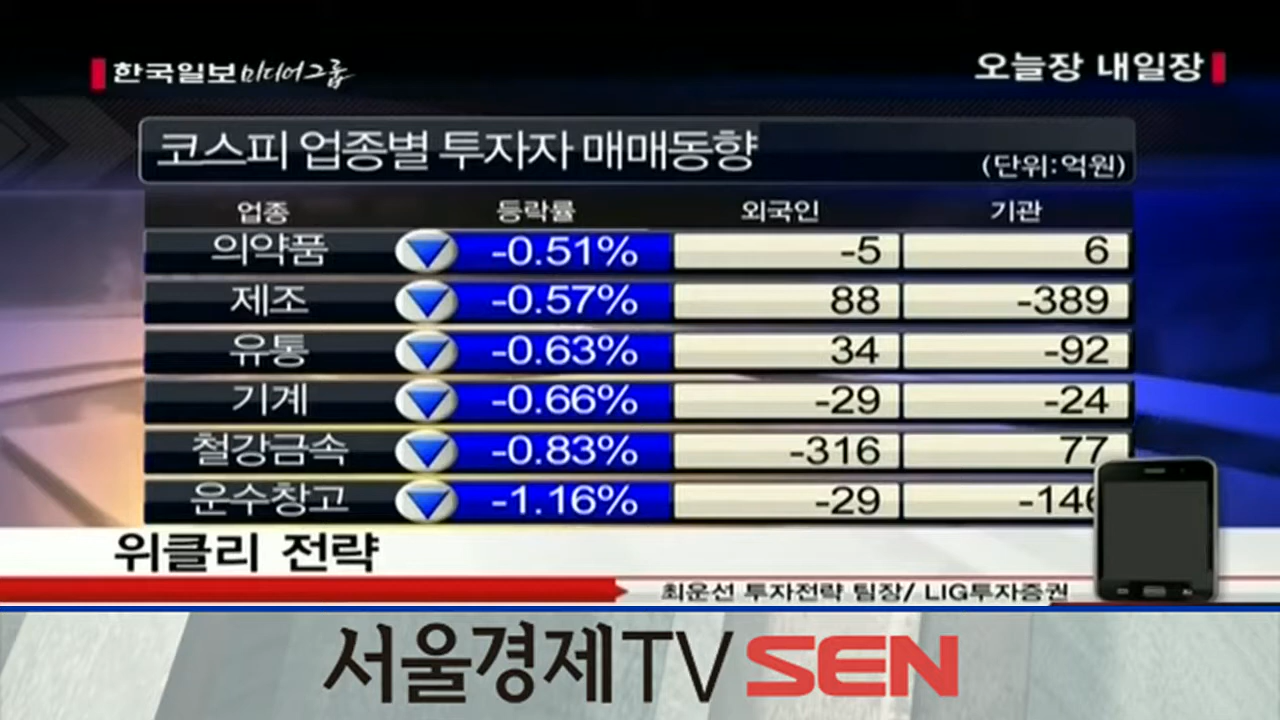 한국일보 미디어그룹
오늘장 내일장
코스피 업종별 투자자 매매동향
(단위:억원)
업종 등락률 외국인 기관
의약품 -0.51% -5 6
제조 -0.57% 88 -389
유통 -0.63% 34 -92
기계 -0.66% -29 -24
철강금속 -0.83% -316 77
운수창고 -1.16% -29 -146
위클리 전략
최운선 투자전략 팀장/ LIG투자증권
서울경제TV SEN